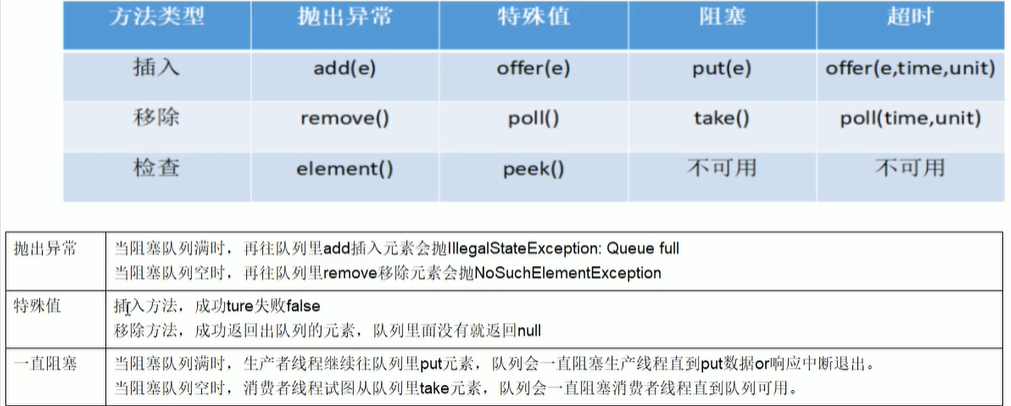 方法类型 抛出异常 特殊值 阻塞 超时
插入 add(e) offer(e) put(e) offer(e,time,unit)
移除 remove() poll() take() poll(time,unit)
检查 element() peek() 不可用 不可用
抛出异常 当阻塞队列满时，再往队列里add插入元素会抛IllegalStateException: Queue full
当阻塞队列空时，再往队列里remove移除元素会抛NoSuchElementException
特殊值 插入方法，成功ture失败false
移除方法，成功返回出队列的元素，队列里面没有就返回null
一直阻塞 当阻塞队列满时，生产者线程继续往队列里put元素，队列会一直阻塞生产线程直到put数据or响应中断退出。
当阻塞队列空时，消费者线程试图从队列里take元素，队列会一直阻塞消费者线程直到队列可用。